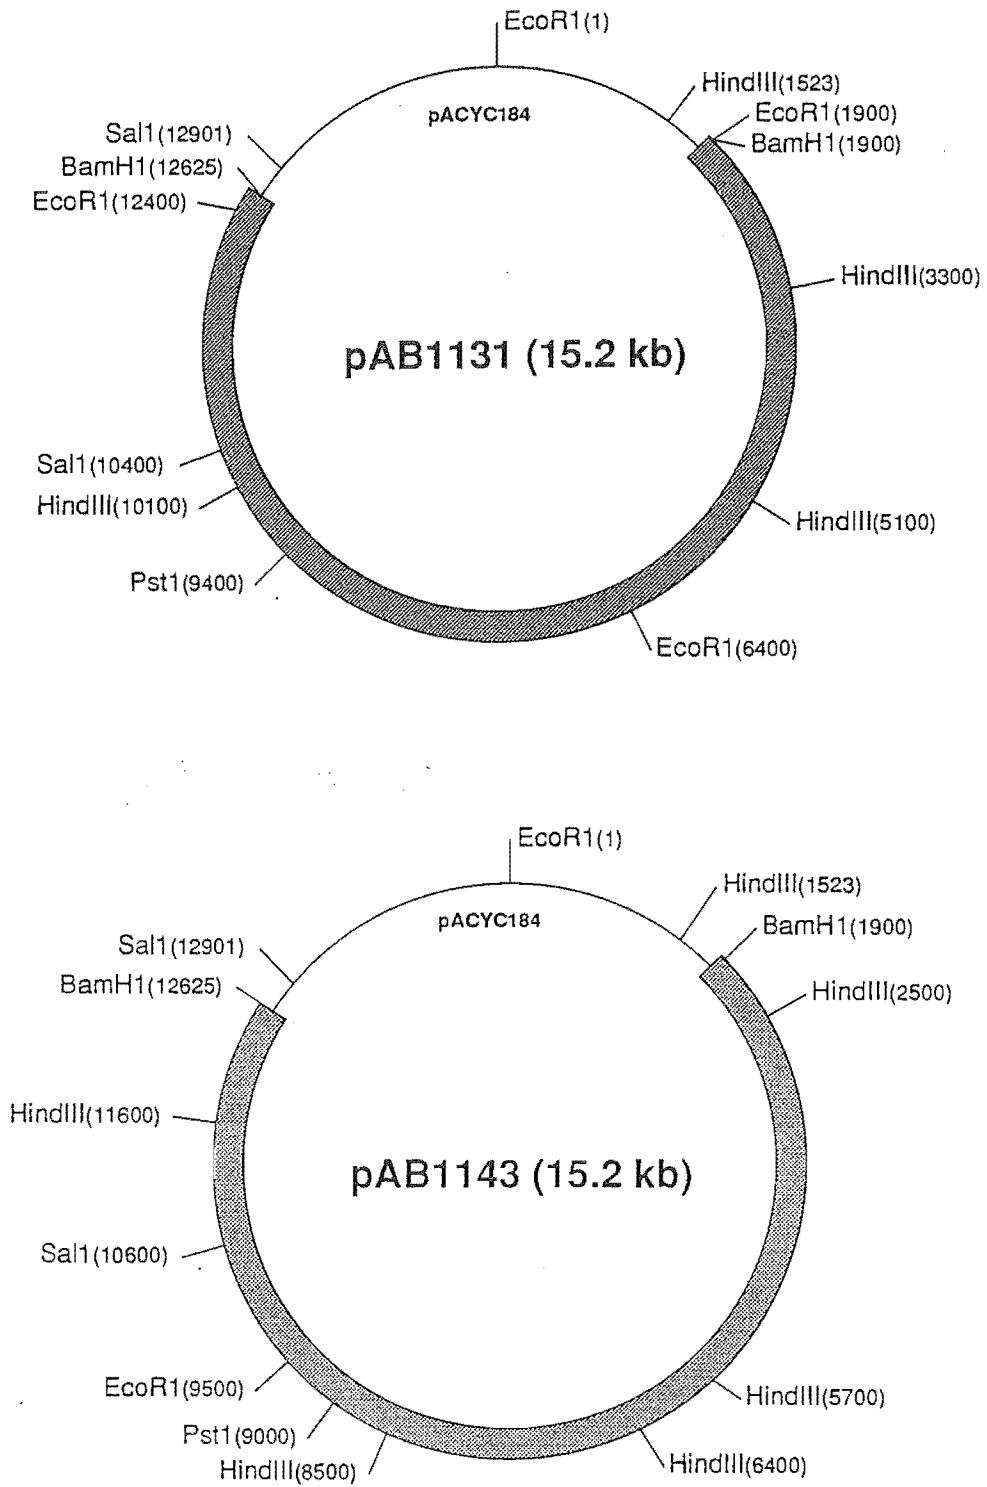 EcoR1(1)
HindIII(1523)
EcoR1(1900)
BamH1(1900)
pACYC184
Sal1(12901)
BamH1(12625)
EcoR1(12400)
HindIII(3300)
pAB1131 (15.2 kb)
Sal1(10400)
HindIII(10100)
HindIII(5100)
Pst1(9400)
EcoR1(6400)
EcoR1(1)
HindIII(1523)
BamH1(1900)
pACYC184
Sal1(12901)
BamH1(12625)
HindIII(2500)
HindIII(11600)
pAB1143 (15.2 kb)
Sal1(10600)
EcoR1(9500)
HindIII(5700)
Pst1(9000)
HindIII(8500)
HindIII(6400)